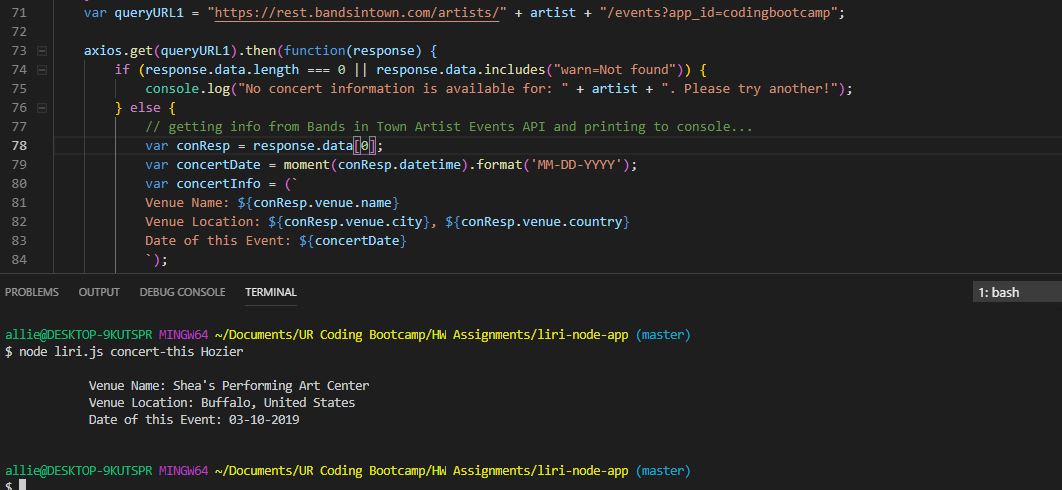 71 var queryURL1 = "https://rest.bandsintown.com/artists/" + artist + "/events?app_id=codingbootcamp";
72
73 axios.get(queryURL1).then(function(response) {
74 if (response.data.length === 0 || response.data.includes("warn=Not found")) {
75 console.log("No concert information is available for: " + artist + ". Please try another!");
76 } else {
77 // getting info from Bands in Town Artist Events API and printing to console...
78 var conResp = response.data[0];
79 var concertDate = moment(conResp.datetime).format('MM-DD-YYYY');
80 var concertInfo = (`
81 Venue Name: ${conResp.venue.name}
82 Venue Location: ${conResp.venue.city}, ${conResp.venue.country}
83 Date of this Event: ${concertDate}
84 `);
PROBLEMS OUTPUT DEBUG CONSOLE TERMINAL 1: bash
allie@DESKTOP-9KUTSPR MINGW64 ~/Documents/UR Coding Bootcamp/HW Assignments/liri-node-app (master)
$ node liri.js concert-this Hozier
Venue Name: Shea's Performing Art Center
Venue Location: Buffalo, United States
Date of this Event: 03-10-2019
allie@DESKTOP-9KUTSPR MINGW64 ~/Documents/UR Coding Bootcamp/HW Assignments/liri-node-app (master)
$